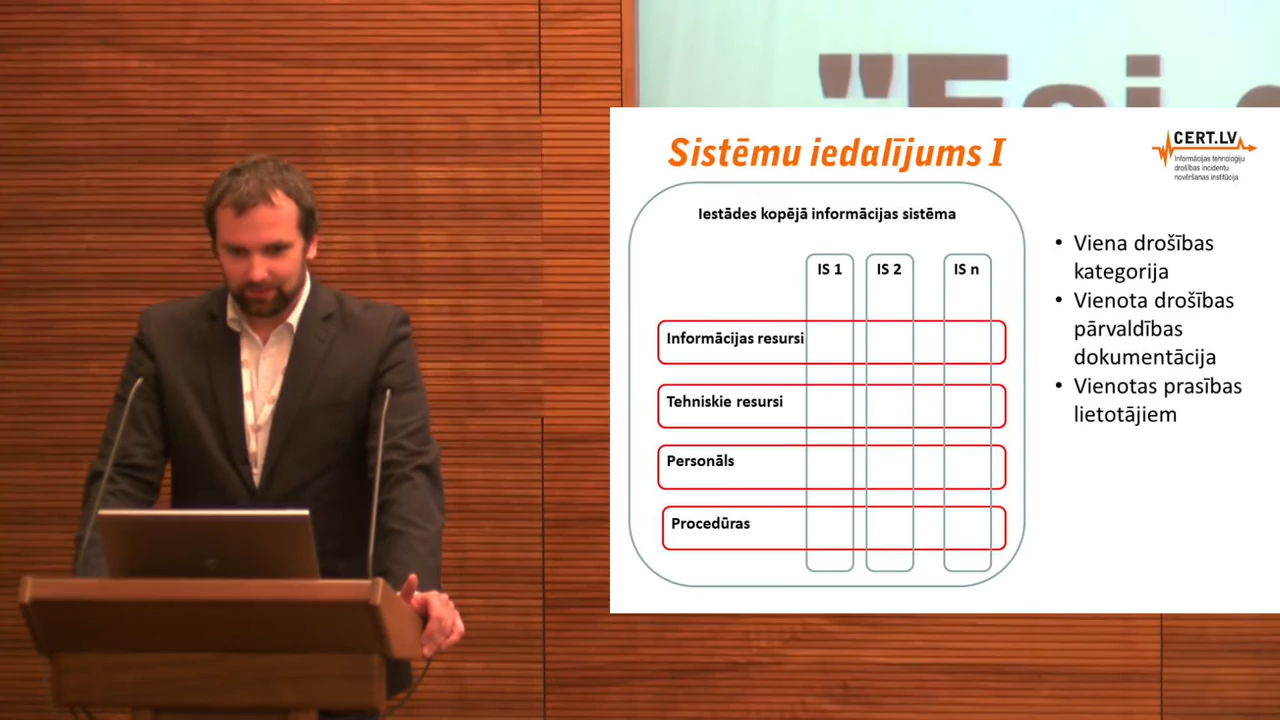 Sistēmu iedalījums I
CERT.LV
Informācijas tehnoloģiju
drošības incidentu
novēršanas institūcija
Iestādes kopējā informācijas sistēma
IS 1 IS 2 IS n
Informācijas resursi
Tehniskie resursi
Personāls
Procedūras
• Viena drošības
kategorija
• Vienota drošības
pārvaldības
dokumentācija
• Vienotas prasības
lietotājiem